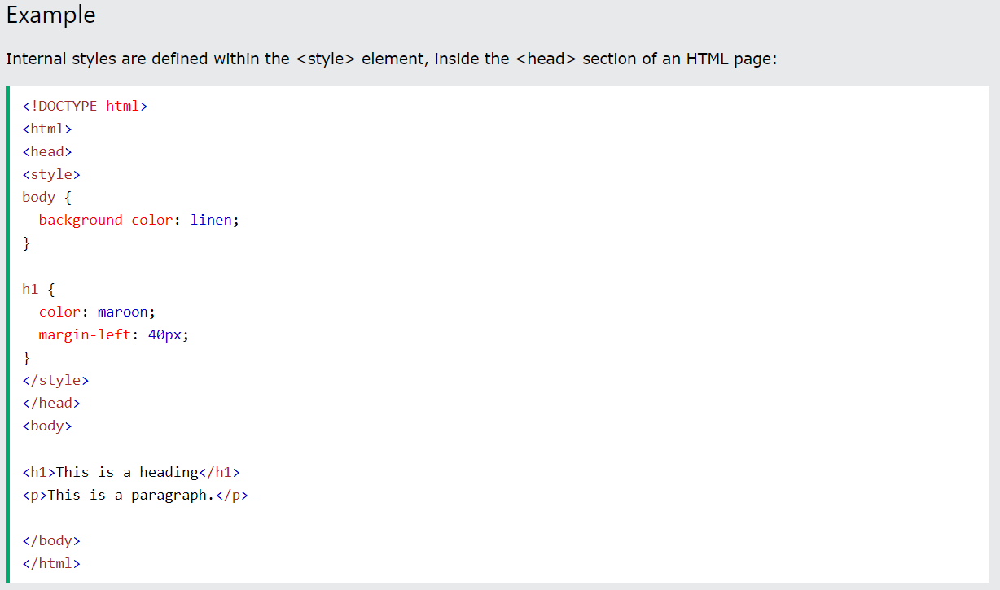 Example
Internal styles are defined within the <style> element, inside the <head> section of an HTML page:
<!DOCTYPE html>
<html>
<head>
<style>
body {
  background-color: linen;
}

h1 {
  color: maroon;
  margin-left: 40px;
}
</style>
</head>
<body>

<h1>This is a heading</h1>
<p>This is a paragraph.</p>

</body>
</html>